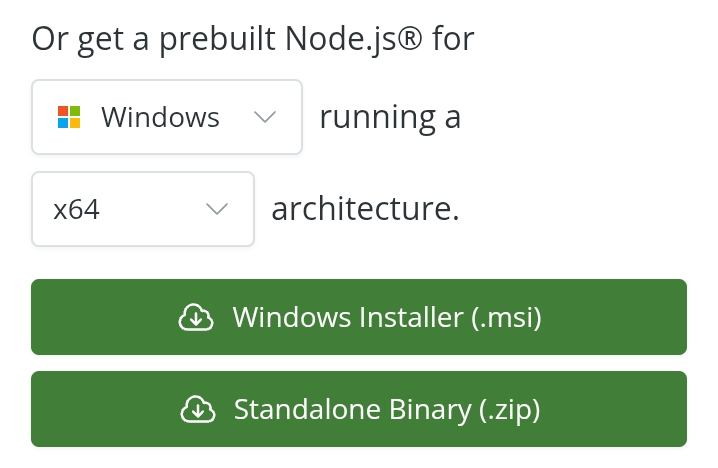 Or get a prebuilt Node.js® for
Windows running a
x64 architecture.
Windows Installer (.msi)
Standalone Binary (.zip)